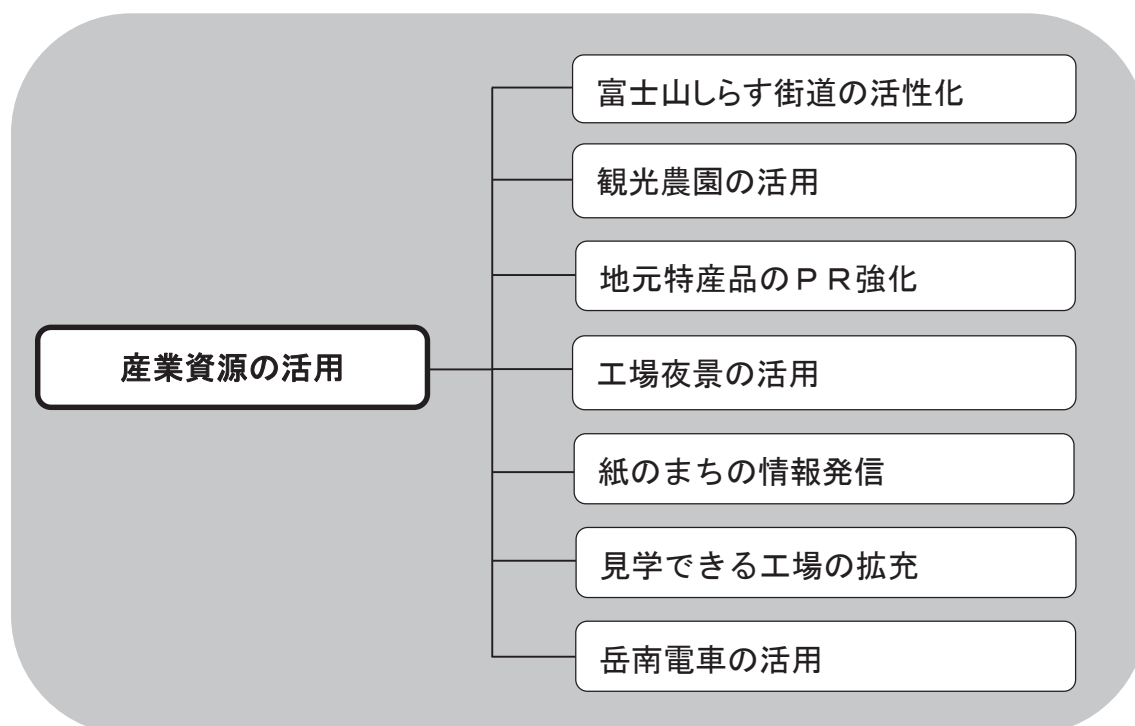 富士山しらす街道の活性化
観光農園の活用
地元特産品のＰＲ強化
産業資源の活用
工場夜景の活用
紙のまちの情報発信
見学できる工場の拡充
岳南電車の活用